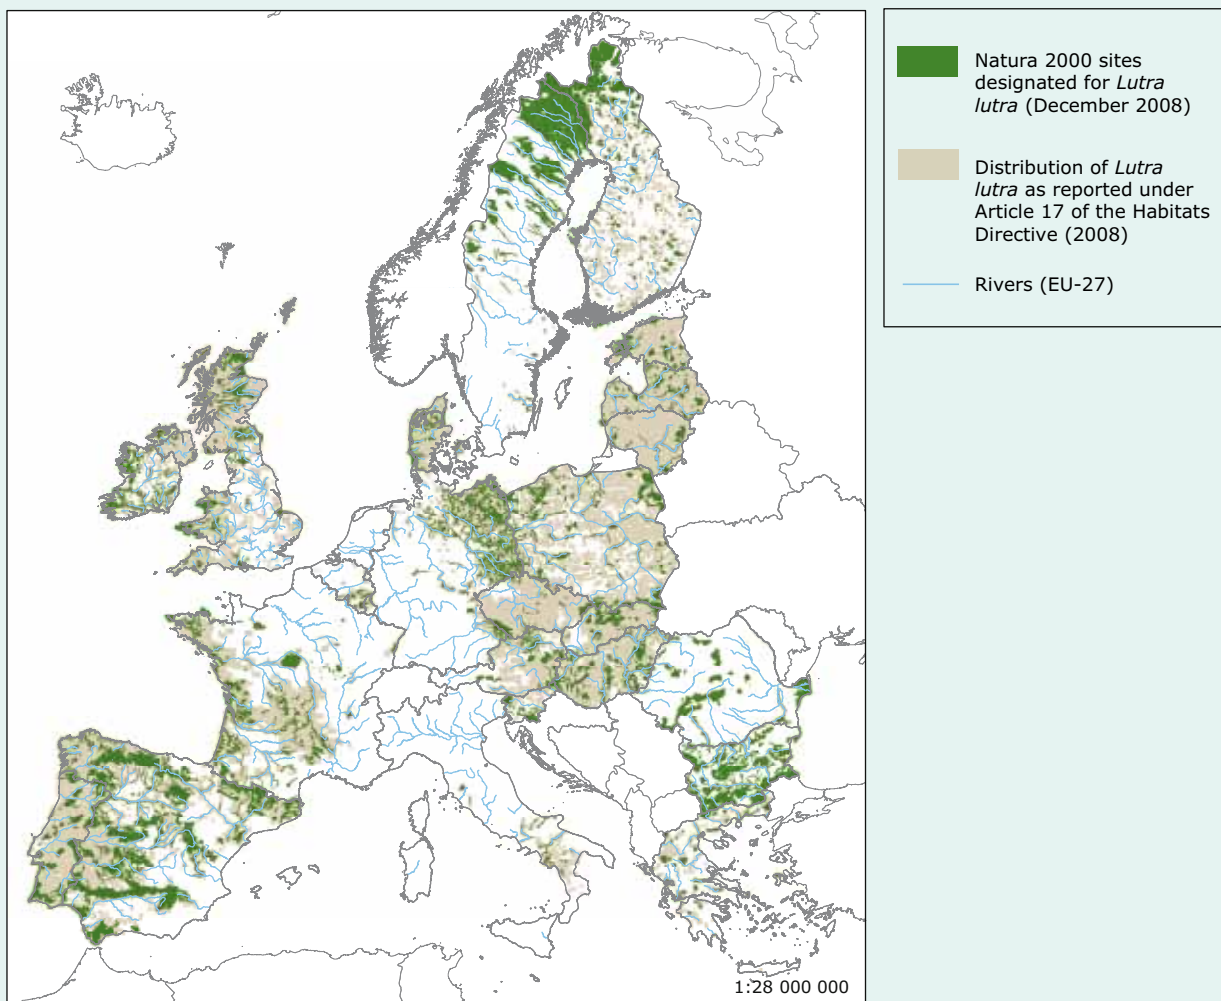 Natura 2000 sites
designated for Lutra
lutra (December 2008)
Distribution of Lutra
lutra as reported under
Article 17 of the Habitats
Directive (2008)
Rivers (EU-27)
1:28 000 000